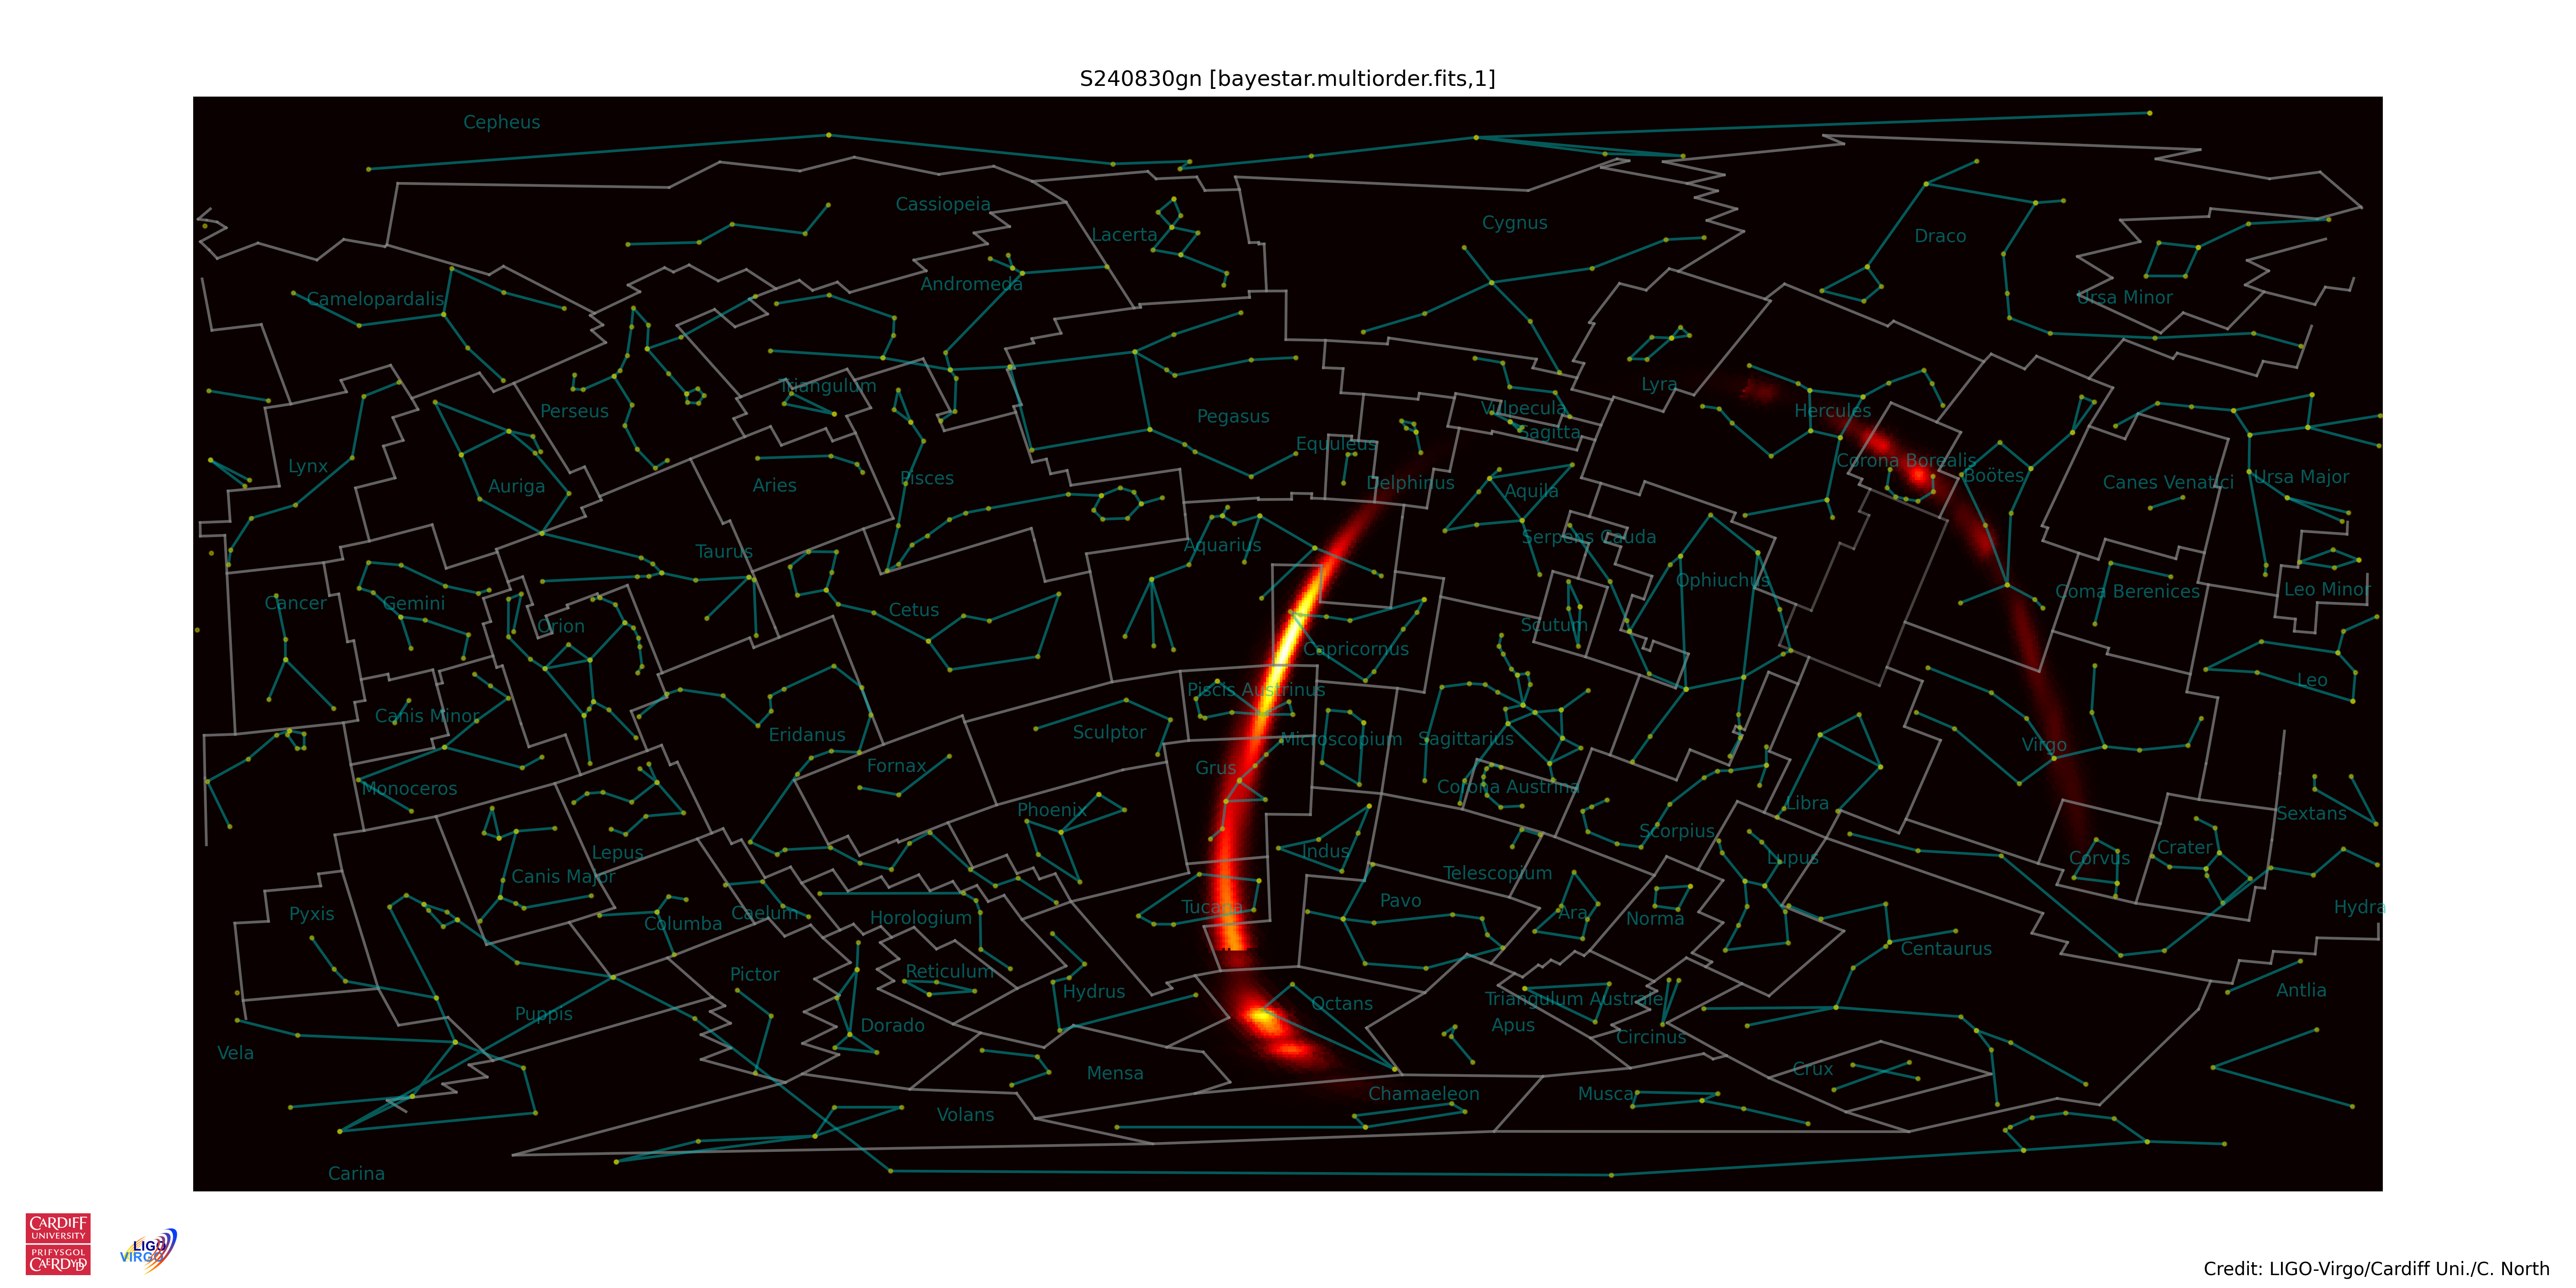 S240830gn [bayestar.multiorder.fits,1]
Cepheus
Cassiopeia
Cygnus
Lacerta
Draco
Andromeda
Camelopardalis
Ursa Minor
Triangulum
Lyra
Perseus
Vulpecula
Hercules
Pegasus
Sagitta
Equuleus
Corona Borealis
Lynx
Boötes
Ursa Major
Pisces
Canes Venatici
Delphinus
Auriga
Aries
Aquila
Serpens Cauda
Aquarius
Taurus
Ophiuchus
Leo Minor
Coma Berenices
Cancer
Gemini
Cetus
Orion
Scutum
Capricornus
Leo
Piscis Austrinus
Canis Minor
Sculptor
Eridanus
Microscopium
Sagittarius
Virgo
Fornax
Grus
Corona Austrina
Monoceros
Libra
Phoenix
Sextans
Scorpius
Crater
Indus
Lepus
Lupus
Corvus
Telescopium
Canis Major
Pavo
Tucana
Hydra
Pyxis
Caelum
Ara
Horologium
Norma
Columba
Centaurus
Reticulum
Pictor
Hydrus
Antlia
Triangulum Australe
Octans
Puppis
Dorado
Apus
Circinus
Vela
Crux
Mensa
Chamaeleon
Musca
Volans
Carina
CARDIFF
UNIVERSITY
PRIFYSGOL
CAERDYDD
LIGO
VIRGO
Credit: LIGO-Virgo/Cardiff Uni./C. North